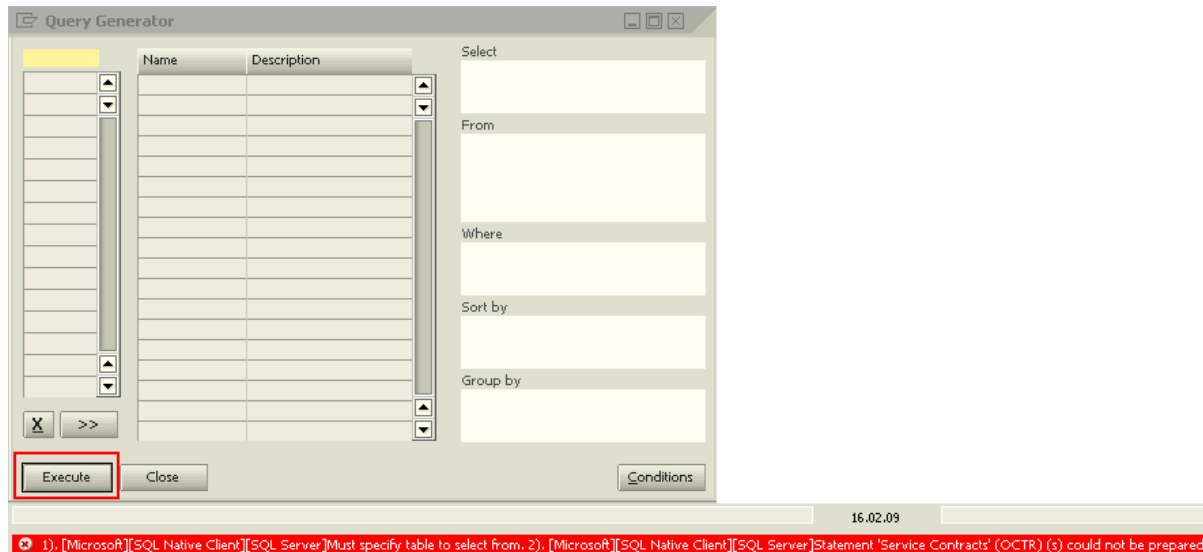 Query Generator
Name Description
Select
From
Where
Sort by
Group by
X >>
Execute Close Conditions
16.02.09
1). [Microsoft][SQL Native Client][SQL Server]Must specify table to select from. 2). [Microsoft][SQL Native Client][SQL Server]Statement 'Service Contracts' (OCTR) (s) could not be prepared